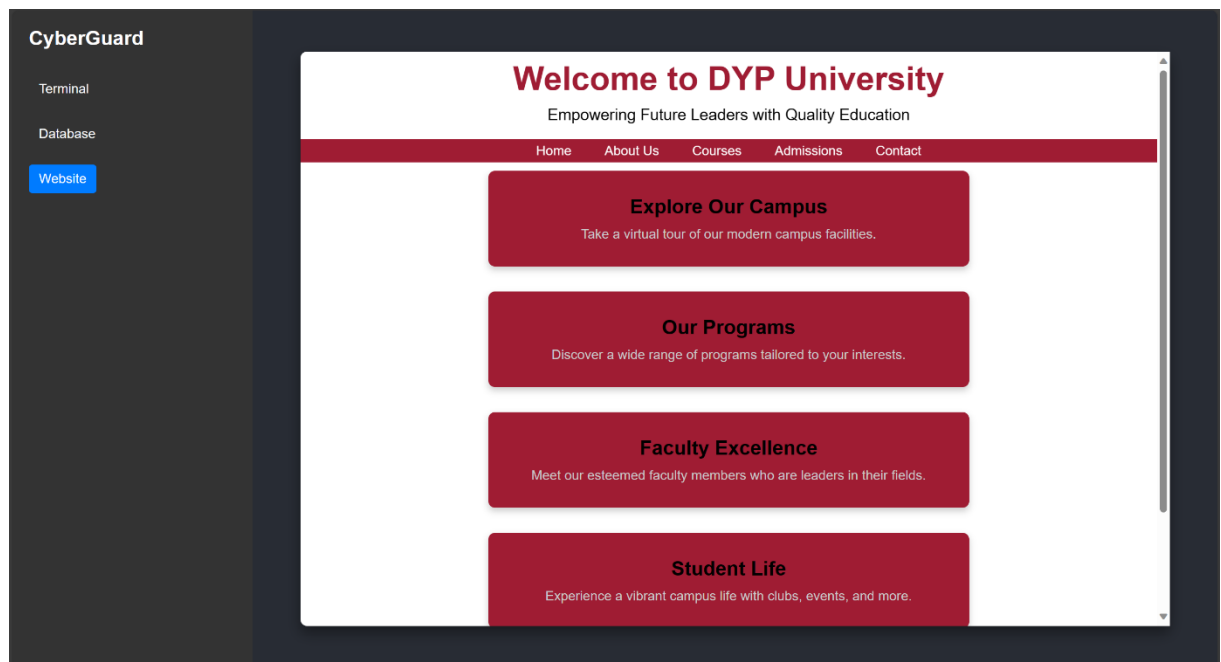 CyberGuard
Terminal
Database
Website
Welcome to DYP University
Empowering Future Leaders with Quality Education
Home About Us Courses Admissions Contact
Explore Our Campus
Take a virtual tour of our modern campus facilities.
Our Programs
Discover a wide range of programs tailored to your interests.
Faculty Excellence
Meet our esteemed faculty members who are leaders in their fields.
Student Life
Experience a vibrant campus life with clubs, events, and more.